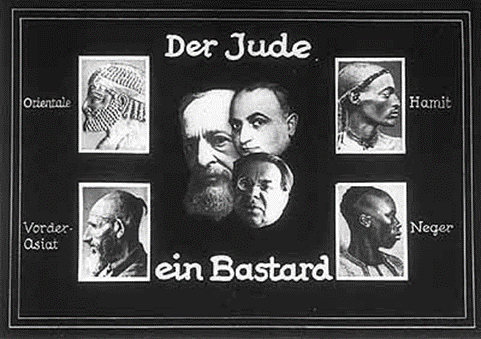 Der Jude
Orientale
Hamit
Vorder-
Asiat
Neger
ein Bastard